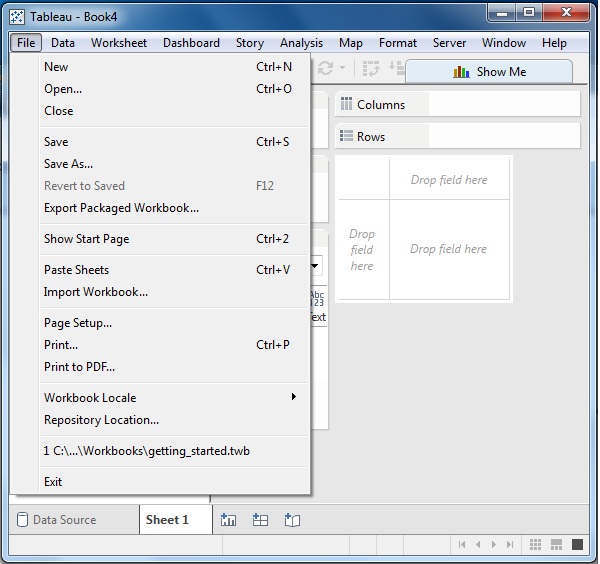 Tableau - Book4
File Data Worksheet Dashboard Story Analysis Map Format Server Window Help
New Ctrl+N
Open... Ctrl+O
Close
Save Ctrl+S
Save As...
Revert to Saved F12
Export Packaged Workbook...
Show Start Page Ctrl+2
Paste Sheets Ctrl+V
Import Workbook...
Page Setup...
Print... Ctrl+P
Print to PDF...
Workbook Locale
Repository Location...
1 C:\...\Workbooks\getting_started.twb
Exit
Show Me
Columns
Rows
Drop field here
Drop
field
here
Drop field here
Abc
123
Text
Data Source Sheet 1